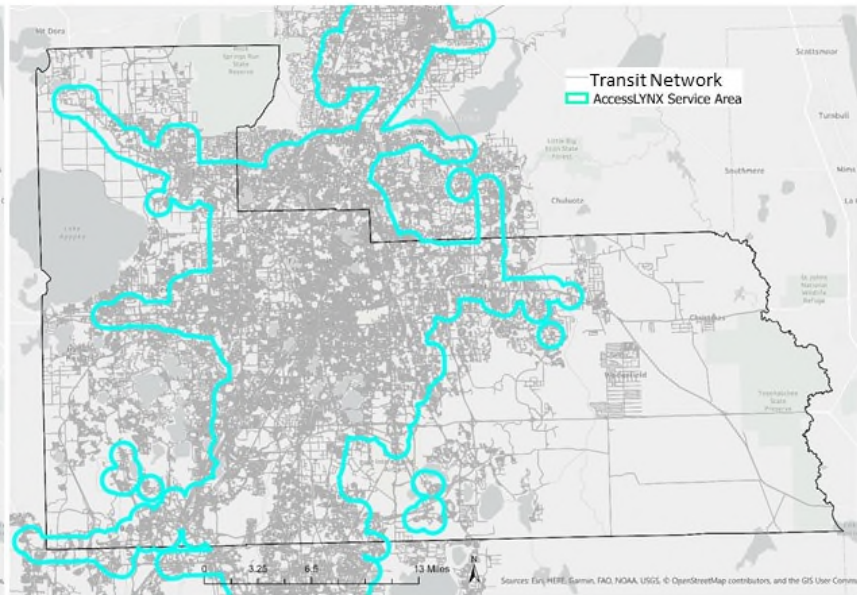 Mt Dora
Rock
Springs Run
State
Reserve
Scottsmoor
Transit Network
AccessLYNX Service Area
Turnbull
Little Big
Econ State
Forest
Southmere
Mims
Chuluota
Lake
Apopka
St Johns
National
Wildlife
Refuge
Christmas
Wedgefield
Tosohatchee
State
Preserve
N
0 3.25 6.5 13 Miles
Sources: Esri, HERE, Garmin, FAO, NOAA, USGS, © OpenStreetMap contributors, and the GIS User Commu